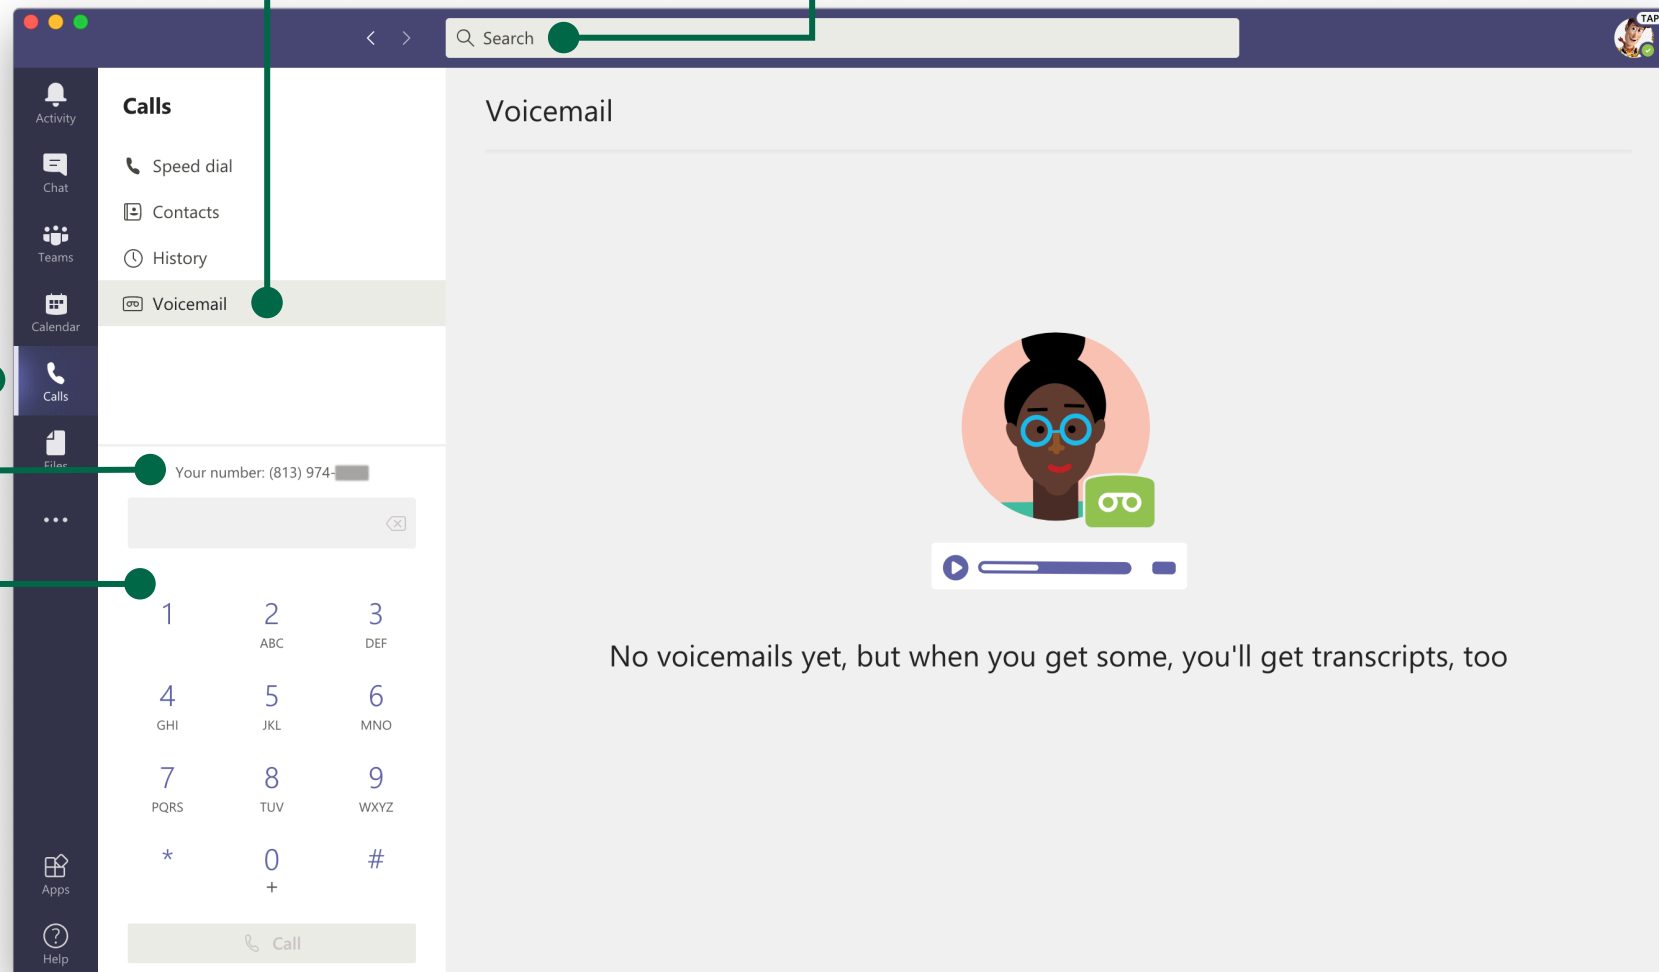 Search
TAP
Activity
Chat
Teams
Calendar
Calls
Files
Apps
Help
Calls
Speed dial
Contacts
History
Voicemail
Your number: (813) 974-
1
2
ABC
3
DEF
4
GHI
5
JKL
6
MNO
7
PQRS
8
TUV
9
WXYZ
*
0
+
#
Call
Voicemail
No voicemails yet, but when you get some, you'll get transcripts, too